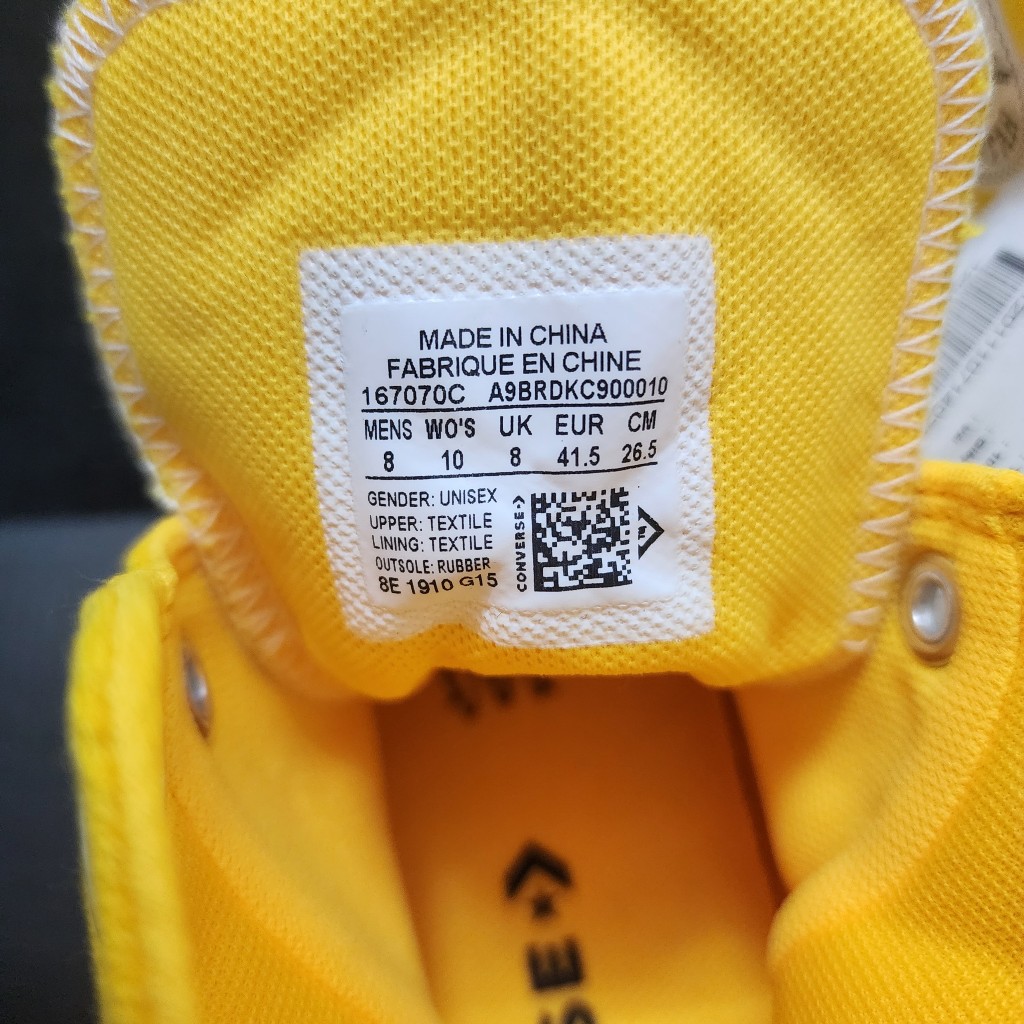 MADE IN CHINA
FABRIQUE EN CHINE
167070C A9BRDKC900010
MENS WO'S UK EUR CM
8 10 8 41.5 26.5
GENDER: UNISEX
UPPER: TEXTILE
LINING: TEXTILE
OUTSOLE: RUBBER
8E 1910 G15
CONVERSE